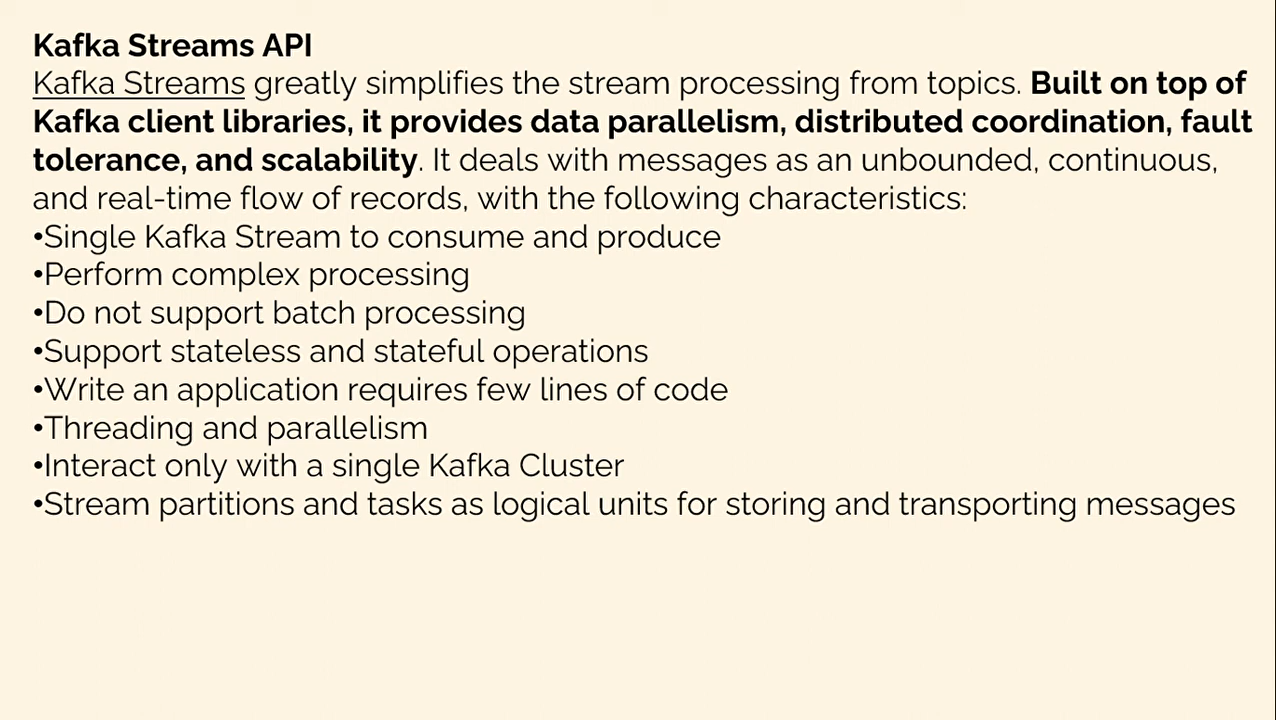 Kafka Streams API
Kafka Streams greatly simplifies the stream processing from topics. Built on top of
Kafka client libraries, it provides data parallelism, distributed coordination, fault
tolerance, and scalability. It deals with messages as an unbounded, continuous,
and real-time flow of records, with the following characteristics:
•Single Kafka Stream to consume and produce
•Perform complex processing
•Do not support batch processing
•Support stateless and stateful operations
•Write an application requires few lines of code
•Threading and parallelism
•Interact only with a single Kafka Cluster
•Stream partitions and tasks as logical units for storing and transporting messages